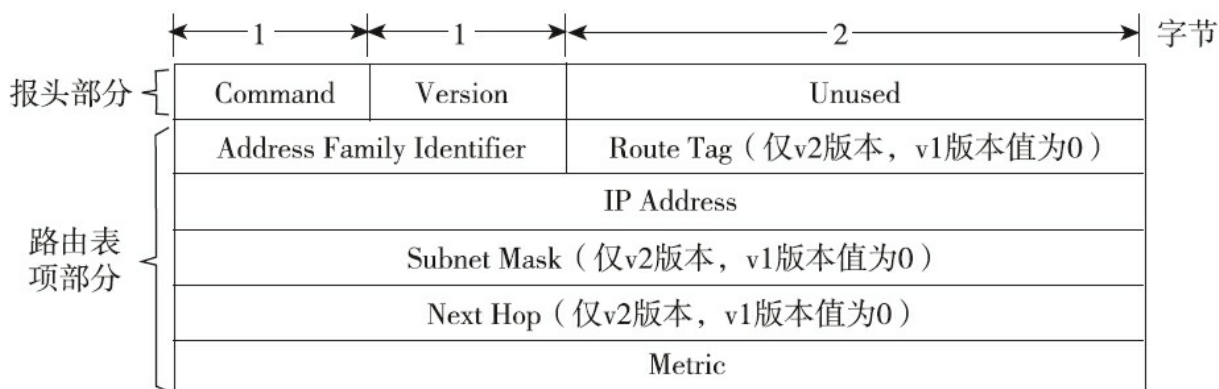 1 1 2 字节
报头部分 Command Version Unused
Address Family Identifier Route Tag（仅v2版本，v1版本值为0）
IP Address
路由表
项部分
Subnet Mask（仅v2版本，v1版本值为0）
Next Hop（仅v2版本，v1版本值为0）
Metric